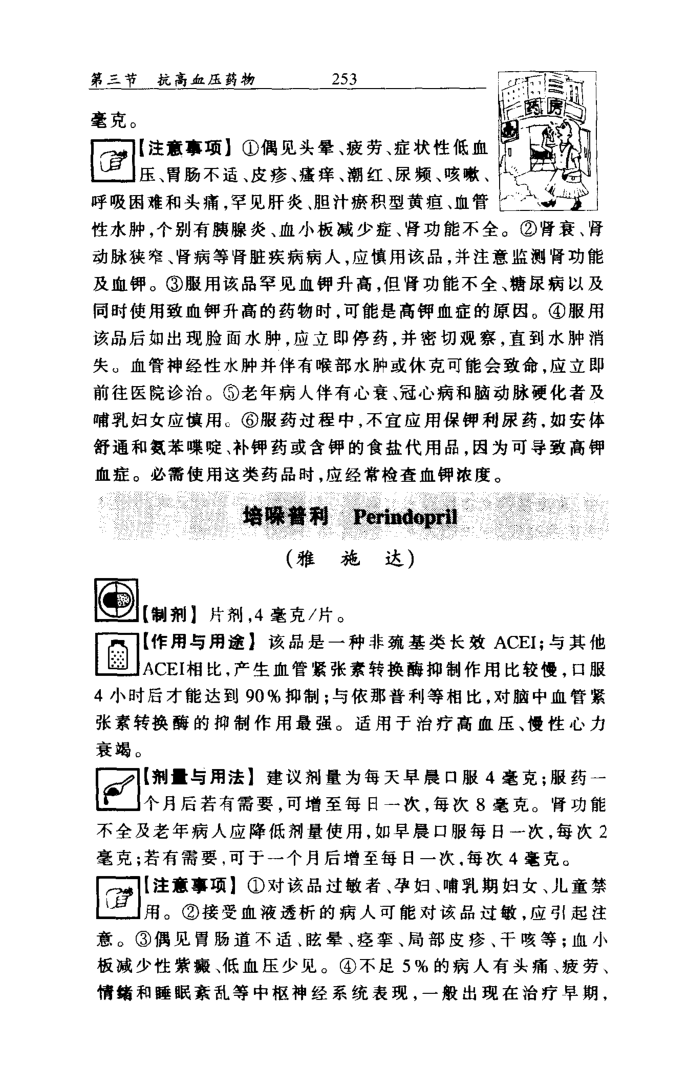 第三节 抗高血压药物 253
药房
毫克。
【注意事项】①偶见头晕、疲劳、症状性低血
压、胃肠不适、皮疹、瘙痒、潮红、尿频、咳嗽、
呼吸困难和头痛,罕见肝炎、胆汁瘀积型黄疸、血管
性水肿,个别有胰腺炎、血小板减少症、肾功能不全。②肾衰、肾
动脉狭窄、肾病等肾脏疾病病人,应慎用该品,并注意监测肾功能
及血钾。③服用该品罕见血钾升高,但肾功能不全、糖尿病以及
同时使用致血钾升高的药物时,可能是高钾血症的原因。④服用
该品后如出现脸面水肿,应立即停药,并密切观察,直到水肿消
失。血管神经性水肿并伴有喉部水肿或休克可能会致命,应立即
前往医院诊治。⑤老年病人伴有心衰、冠心病和脑动脉硬化者及
哺乳妇女应慎用。⑥服药过程中,不宜应用保钾利尿药,如安体
舒通和氨苯喋啶、补钾药或含钾的食盐代用品,因为可导致高钾
血症。必需使用这类药品时,应经常检查血钾浓度。
培哚普利 Perindopril
(雅 施 达)
【制剂】片剂,4毫克/片。
【作用与用途】该品是一种非巯基类长效 ACEI;与其他
ACEI相比,产生血管紧张素转换酶抑制作用比较慢,口服
4小时后才能达到90%抑制;与依那普利等相比,对脑中血管紧
张素转换酶的抑制作用最强。适用于治疗高血压、慢性心力
衰竭。
【剂量与用法】建议剂量为每天早晨口服4毫克;服药一
个月后若有需要,可增至每日一次,每次8毫克。肾功能
不全及老年病人应降低剂量使用,如早晨口服每日一次,每次2
毫克;若有需要,可于一个月后增至每日一次,每次4毫克。
【注意事项】①对该品过敏者、孕妇、哺乳期妇女、儿童禁
用。②接受血液透析的病人可能对该品过敏,应引起注
意。③偶见胃肠道不适、眩晕、痉挛、局部皮疹、干咳等;血小
板减少性紫癜、低血压少见。④不足5%的病人有头痛、疲劳、
情绪和睡眠紊乱等中枢神经系统表现,一般出现在治疗早期,